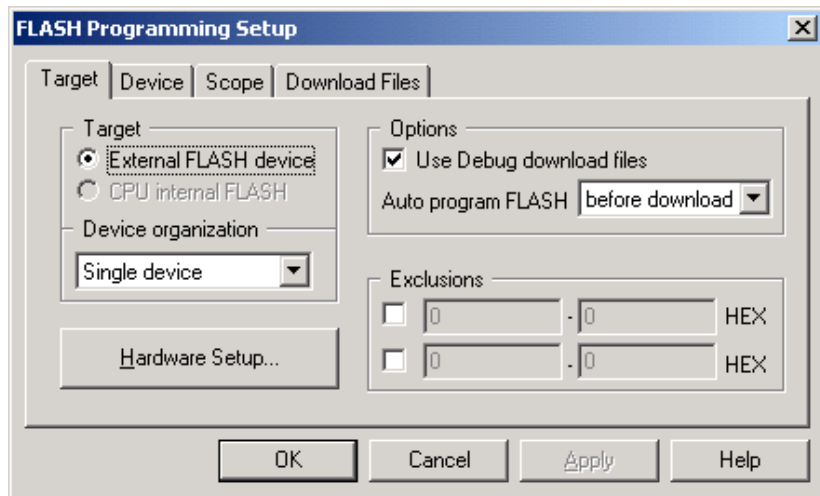 FLASH Programming Setup
Target Device Scope Download Files
Target
External FLASH device
CPU internal FLASH
Device organization
Single device
Hardware Setup...
Options
Use Debug download files
Auto program FLASH before download
Exclusions
0 - 0 HEX
0 - 0 HEX
OK Cancel Apply Help